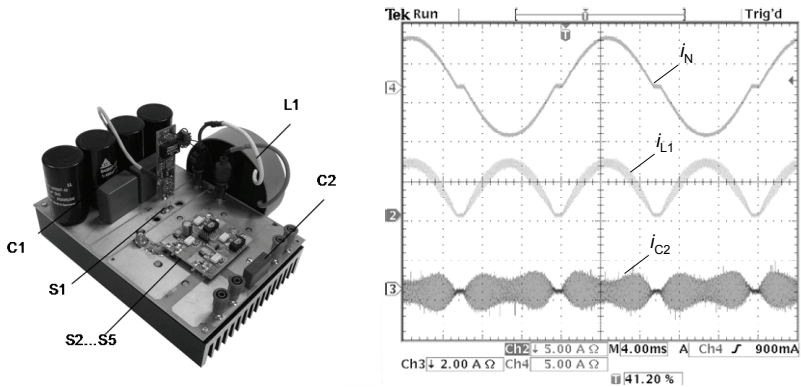 L1
C2
C1
S1
S2...S5
Tek Run
Trig'd
T
T
4
iN
iL1
2
iC2
3
Ch2 ↓ 5.00 A Ω M 4.00ms A Ch4 ∫ 900mA
Ch3 ↓ 2.00 A Ω Ch4 5.00 A Ω
T 41.20 %